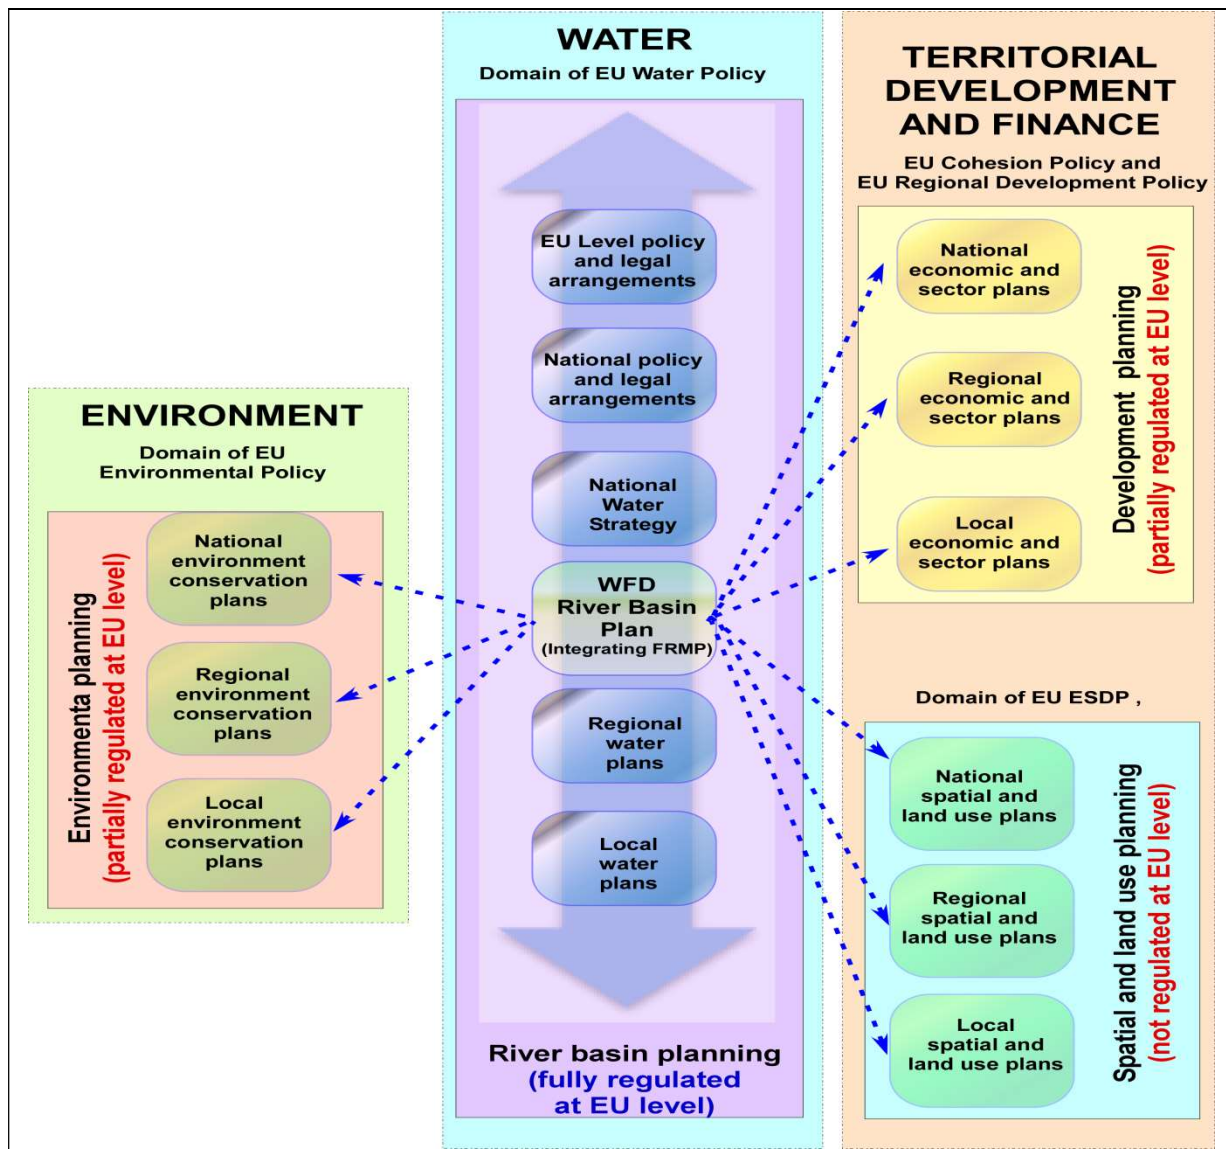 WATER
Domain of EU Water Policy
EU Level policy
and legal
arrangements
National policy
and legal
arrangements
National
Water
Strategy
WFD
River Basin
Plan
(Integrating FRMP)
Regional
water
plans
Local
water
plans
River basin planning
(fully regulated
at EU level)
ENVIRONMENT
Domain of EU
Environmental Policy
Environmenta planning
(partially regulated at EU level)
National
environment
conservation
plans
Regional
environment
conservation
plans
Local
environment
conservation
plans
TERRITORIAL
DEVELOPMENT
AND FINANCE
EU Cohesion Policy and
EU Regional Development Policy
National
economic and
sector plans
Regional
economic and
sector plans
Local
economic and
sector plans
Development planning
(partially regulated at EU level)
Domain of EU ESDP ,
National
spatial and
land use plans
Regional
spatial and
land use plans
Local
spatial and
land use plans
Spatial and land use planning
(not regulated at EU level)